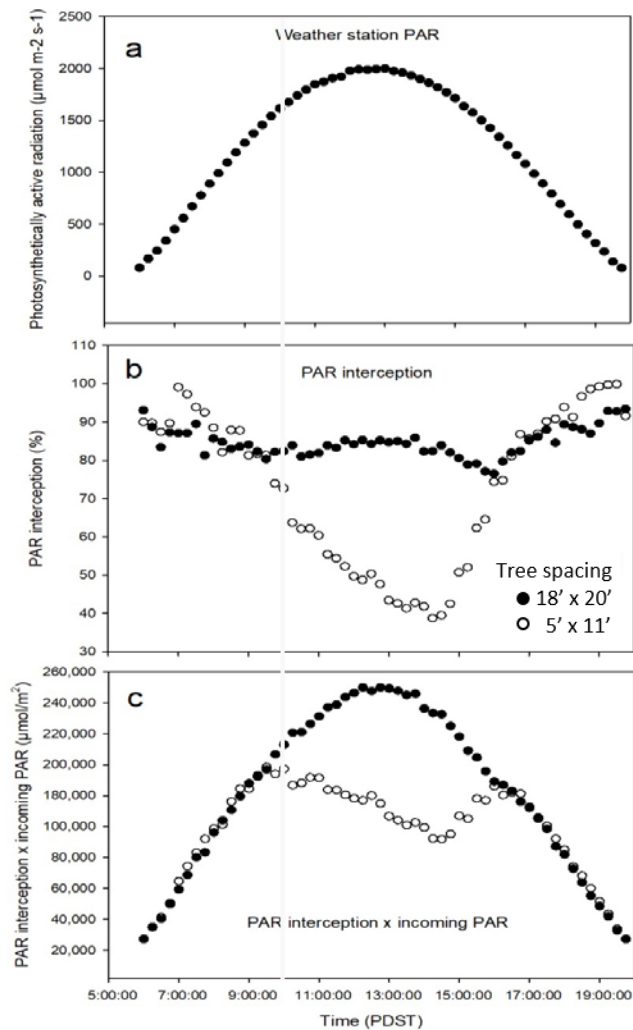 a
Weather station PAR
Photosynthetically active radiation (µmol m-2 s-1)
2500
2000
1500
1000
500
0
b
PAR interception
PAR interception (%)
110
100
90
80
70
60
50
40
30
Tree spacing
18’ x 20’
5’ x 11’
c
PAR interception x incoming PAR (µmol/m²)
260,000
240,000
220,000
200,000
180,000
160,000
140,000
120,000
100,000
80,000
60,000
40,000
20,000
PAR interception x incoming PAR
5:00:00 7:00:00 9:00:00 11:00:00 13:00:00 15:00:00 17:00:00 19:00:00
Time (PDST)